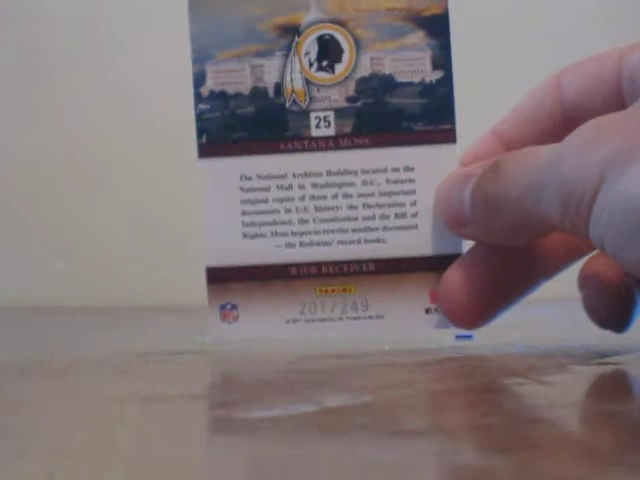 25
SANTANA MOSS
The National Archives Building located on the
National Mall in Washington, D.C., features
original copies of three of the most important
documents in U.S. history: the Declaration of
Independence, the Constitution and the Bill of
Rights. Moss hopes to rewrite another document
— the Redskins' record books.
WIDE RECEIVER
PANINI
201/249
NFL